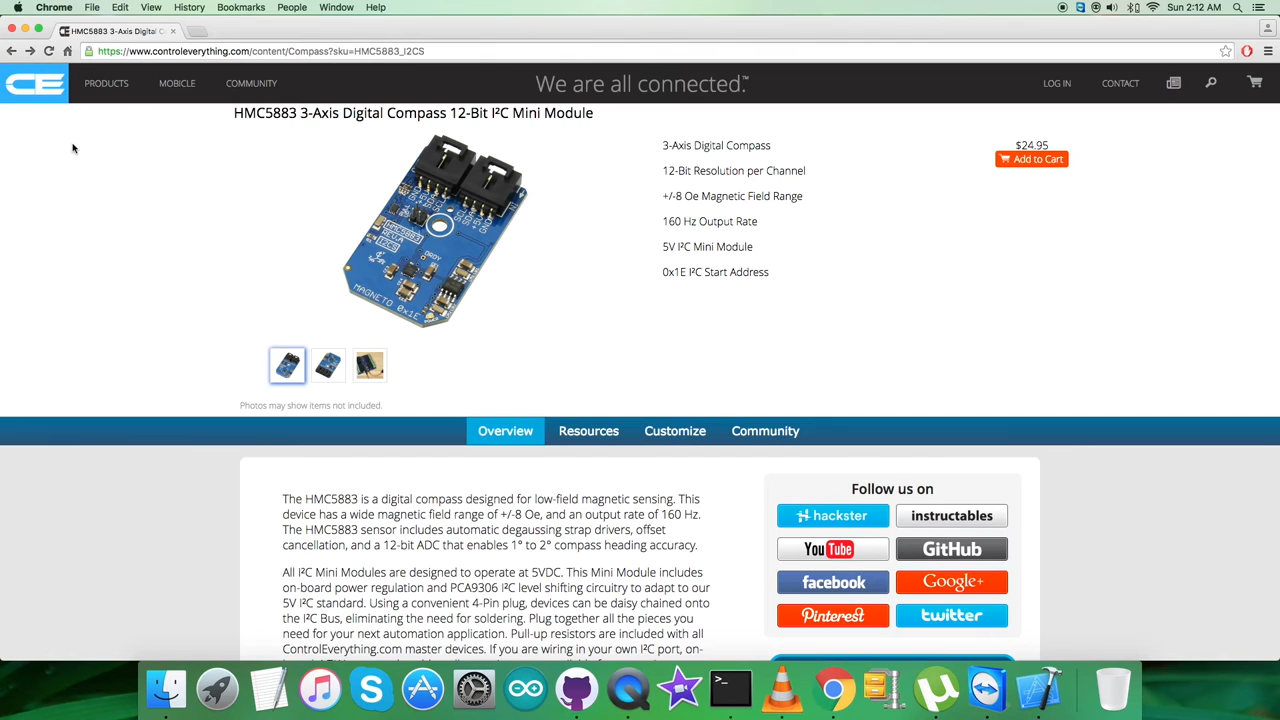 Chrome File Edit View History Bookmarks People Window Help Sun 2:12 AM
HMC5883 3-Axis Digital C
https://www.controleverything.com/content/Compass?sku=HMC5883_I2CS
CE PRODUCTS MOBICLE COMMUNITY We are all connected.™ LOG IN CONTACT
HMC5883 3-Axis Digital Compass 12-Bit I²C Mini Module
3-Axis Digital Compass
12-Bit Resolution per Channel
+/-8 Oe Magnetic Field Range
160 Hz Output Rate
5V I²C Mini Module
0x1E I²C Start Address
$24.95
Add to Cart
HMC5883
REV.A
I2CS
DRDY
MAGNETO 0x1E
Photos may show items not included.
Overview Resources Customize Community
The HMC5883 is a digital compass designed for low-field magnetic sensing. This
device has a wide magnetic field range of +/-8 Oe, and an output rate of 160 Hz.
The HMC5883 sensor includes automatic degaussing strap drivers, offset
cancellation, and a 12-bit ADC that enables 1° to 2° compass heading accuracy.
All I²C Mini Modules are designed to operate at 5VDC. This Mini Module includes
on-board power regulation and PCA9306 I²C level shifting circuitry to adapt to our
5V I²C standard. Using a convenient 4-Pin plug, devices can be daisy chained onto
the I²C Bus, eliminating the need for soldering. Plug together all the pieces you
need for your next automation application. Pull-up resistors are included with all
ControlEverything.com master devices. If you are wiring in your own I²C port, on-
Follow us on
hackster instructables
YouTube GitHub
facebook Google+
Pinterest twitter